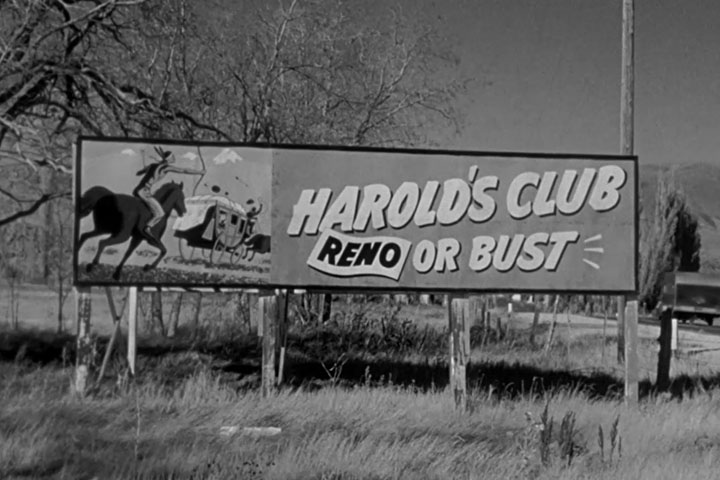 HAROLD'S CLUB
RENO OR BUST